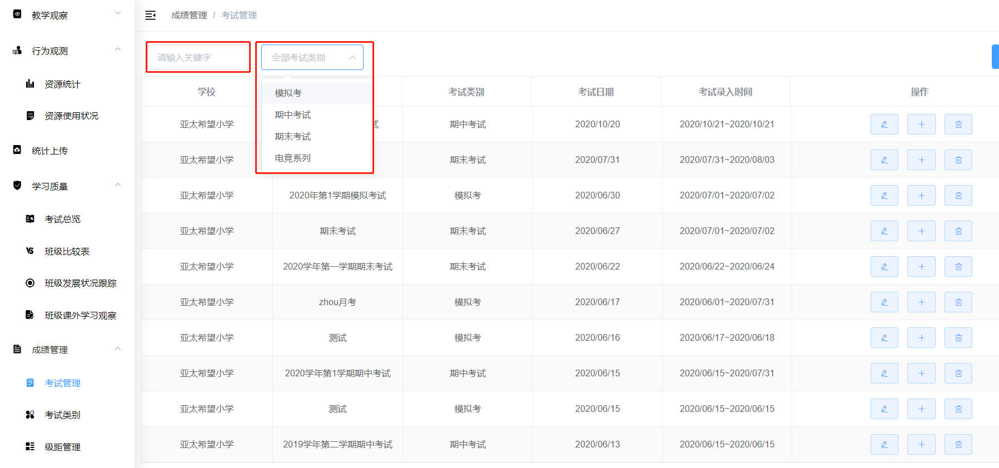 教学观察
行为观测
资源统计
资源使用状况
统计上传
学习质量
考试总览
VS 班级比较表
班级发展状况跟踪
班级课外学习观察
成绩管理
考试管理
考试类别
级距管理
成绩管理 / 考试管理
请输入关键字 全部考试类别
模拟考
期中考试
期末考试
电竞系列
学校 考试类别 考试日期 考试录入时间 操作
亚太希望小学 试 期中考试 2020/10/20 2020/10/21~2020/10/21
亚太希望小学 期末考试 2020/07/31 2020/07/31~2020/08/03
亚太希望小学 2020年第1学期模拟考试 模拟考 2020/06/30 2020/07/01~2020/07/02
亚太希望小学 期末考试 期末考试 2020/06/27 2020/07/01~2020/07/02
亚太希望小学 2020学年第一学期期末考试 期末考试 2020/06/22 2020/06/22~2020/06/24
亚太希望小学 zhou月考 模拟考 2020/06/17 2020/06/01~2020/07/31
亚太希望小学 测试 模拟考 2020/06/16 2020/06/17~2020/06/18
亚太希望小学 2020学年第1学期期中考试 期中考试 2020/06/15 2020/06/15~2020/07/31
亚太希望小学 测试 模拟考 2020/06/15 2020/06/15~2020/06/15
亚太希望小学 2019学年第二学期期中考试 期中考试 2020/06/13 2020/06/15~2020/06/15